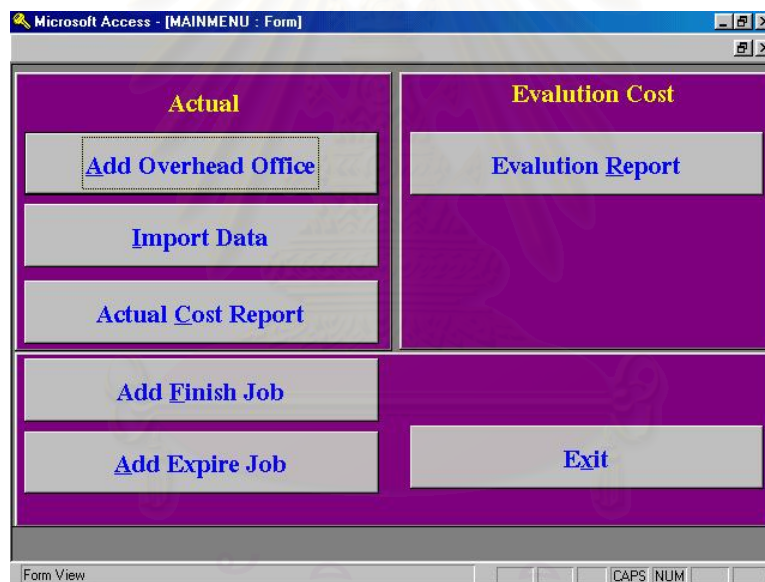 Microsoft Access - [MAINMENU : Form]
Actual
Evalution Cost
Add Overhead Office
Evalution Report
Import Data
Actual Cost Report
Add Finish Job
Add Expire Job
Exit
Form View
CAPS NUM